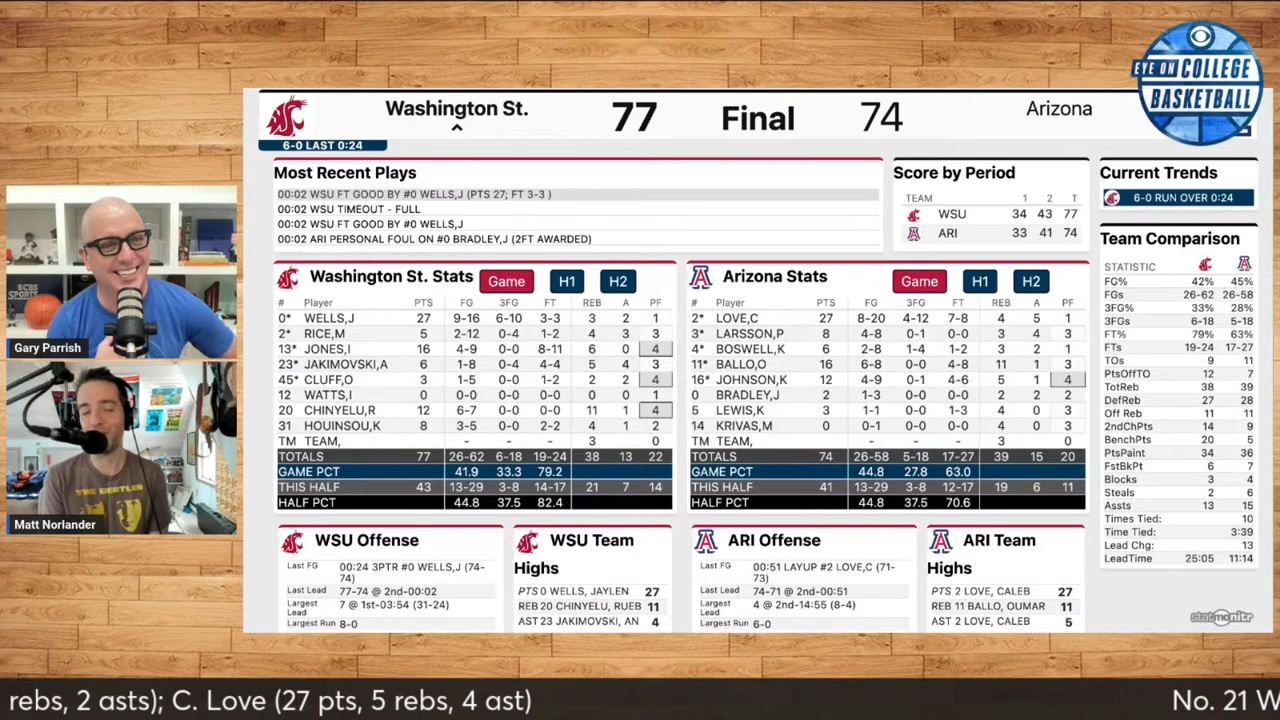 EYE ON COLLEGE
BASKETBALL
Washington St.
77
Final
74
Arizona
6-0 LAST 0:24
Most Recent Plays
00:02 WSU FT GOOD BY #0 WELLS,J (PTS 27; FT 3-3 )
00:02 WSU TIMEOUT - FULL
00:02 WSU FT GOOD BY #0 WELLS,J
00:02 ARI PERSONAL FOUL ON #0 BRADLEY,J (2FT AWARDED)
Score by Period
TEAM 1 2 T
WSU 34 43 77
ARI 33 41 74
Current Trends
6-0 RUN OVER 0:24
Washington St. Stats Game H1 H2
# Player PTS FG 3FG FT REB A PF
0* WELLS,J 27 9-16 6-10 3-3 3 2 1
2* RICE,M 5 2-12 0-4 1-2 4 3 3
13* JONES,I 16 4-9 0-0 8-11 6 0 4
23* JAKIMOVSKI,A 6 1-8 0-4 4-4 5 4 3
45* CLUFF,O 3 1-5 0-0 1-2 2 2 4
12 WATTS,I 0 0-0 0-0 0-0 0 0 1
20 CHINYELU,R 12 6-7 0-0 0-0 11 1 4
31 HOUINSOU,K 8 3-5 0-0 2-2 4 1 2
TM TEAM, - - - 3 0
TOTALS 77 26-62 6-18 19-24 38 13 22
GAME PCT 41.9 33.3 79.2
THIS HALF 43 13-29 3-8 14-17 21 7 14
HALF PCT 44.8 37.5 82.4
Arizona Stats Game H1 H2
# Player PTS FG 3FG FT REB A PF
2* LOVE,C 27 8-20 4-12 7-8 4 5 1
3* LARSSON,P 8 4-8 0-1 0-0 3 4 3
4* BOSWELL,K 6 2-8 1-4 1-2 3 2 1
11* BALLO,O 16 6-8 0-0 4-8 11 1 3
16* JOHNSON,K 12 4-9 0-1 4-6 5 1 4
0 BRADLEY,J 2 1-3 0-0 0-0 2 2 2
5 LEWIS,K 3 1-1 0-0 1-3 4 0 3
14 KRIVAS,M 0 0-1 0-0 0-0 4 0 3
TM TEAM, - - - 3 0
TOTALS 74 26-58 5-18 17-27 39 15 20
GAME PCT 44.8 27.8 63.0
THIS HALF 41 13-29 3-8 12-17 19 6 11
HALF PCT 44.8 37.5 70.6
Team Comparison
STATISTIC
FG% 42% 45%
FGs 26-62 26-58
3FG% 33% 28%
3FGs 6-18 5-18
FT% 79% 63%
FTs 19-24 17-27
TOs 9 11
PtsOffTO 12 7
TotReb 38 39
DefReb 27 28
Off Reb 11 11
2ndChPts 14 9
BenchPts 20 5
PtsPaint 34 36
FstBkPt 6 7
Blocks 3 4
Steals 2 6
Assts 13 15
Times Tied: 10
Time Tied: 3:39
Lead Chg: 13
LeadTime 25:05 11:14
WSU Offense
Last FG 00:24 3PTR #0 WELLS,J (74-
74)
Last Lead 77-74 @ 2nd-00:02
Largest Lead 7 @ 1st-03:54 (31-24)
Largest Run 8-0
WSU Team
Highs
PTS 0 WELLS, JAYLEN 27
REB 20 CHINYELU, RUEB 11
AST 23 JAKIMOVSKI, AN 4
ARI Offense
Last FG 00:51 LAYUP #2 LOVE,C (71-
73)
Last Lead 74-71 @ 2nd-00:51
Largest Lead 4 @ 2nd-14:55 (8-4)
Largest Run 6-0
ARI Team
Highs
PTS 2 LOVE, CALEB 27
REB 11 BALLO, OUMAR 11
AST 2 LOVE, CALEB 5
statmonitr
CBS
SPORTS
Gary Parrish
THE BEATLES
Matt Norlander
rebs, 2 asts); C. Love (27 pts, 5 rebs, 4 ast)
No. 21 W